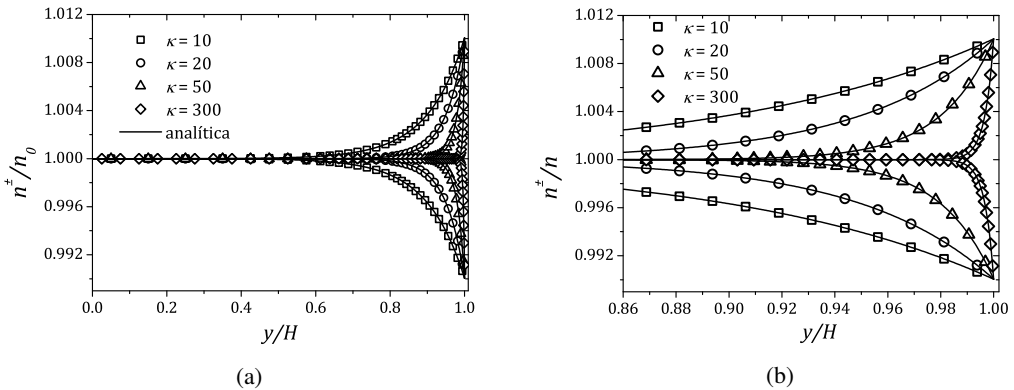 1.012
1.008
1.004
1.000
0.996
0.992
n±/n0
κ = 10
κ = 20
κ = 50
κ = 300
analítica
0.0 0.2 0.4 0.6 0.8 1.0
y/H
(a)
1.012
1.008
1.004
1.000
0.996
0.992
n±/n
κ = 10
κ = 20
κ = 50
κ = 300
0.86 0.88 0.90 0.92 0.94 0.96 0.98 1.00
y/H
(b)